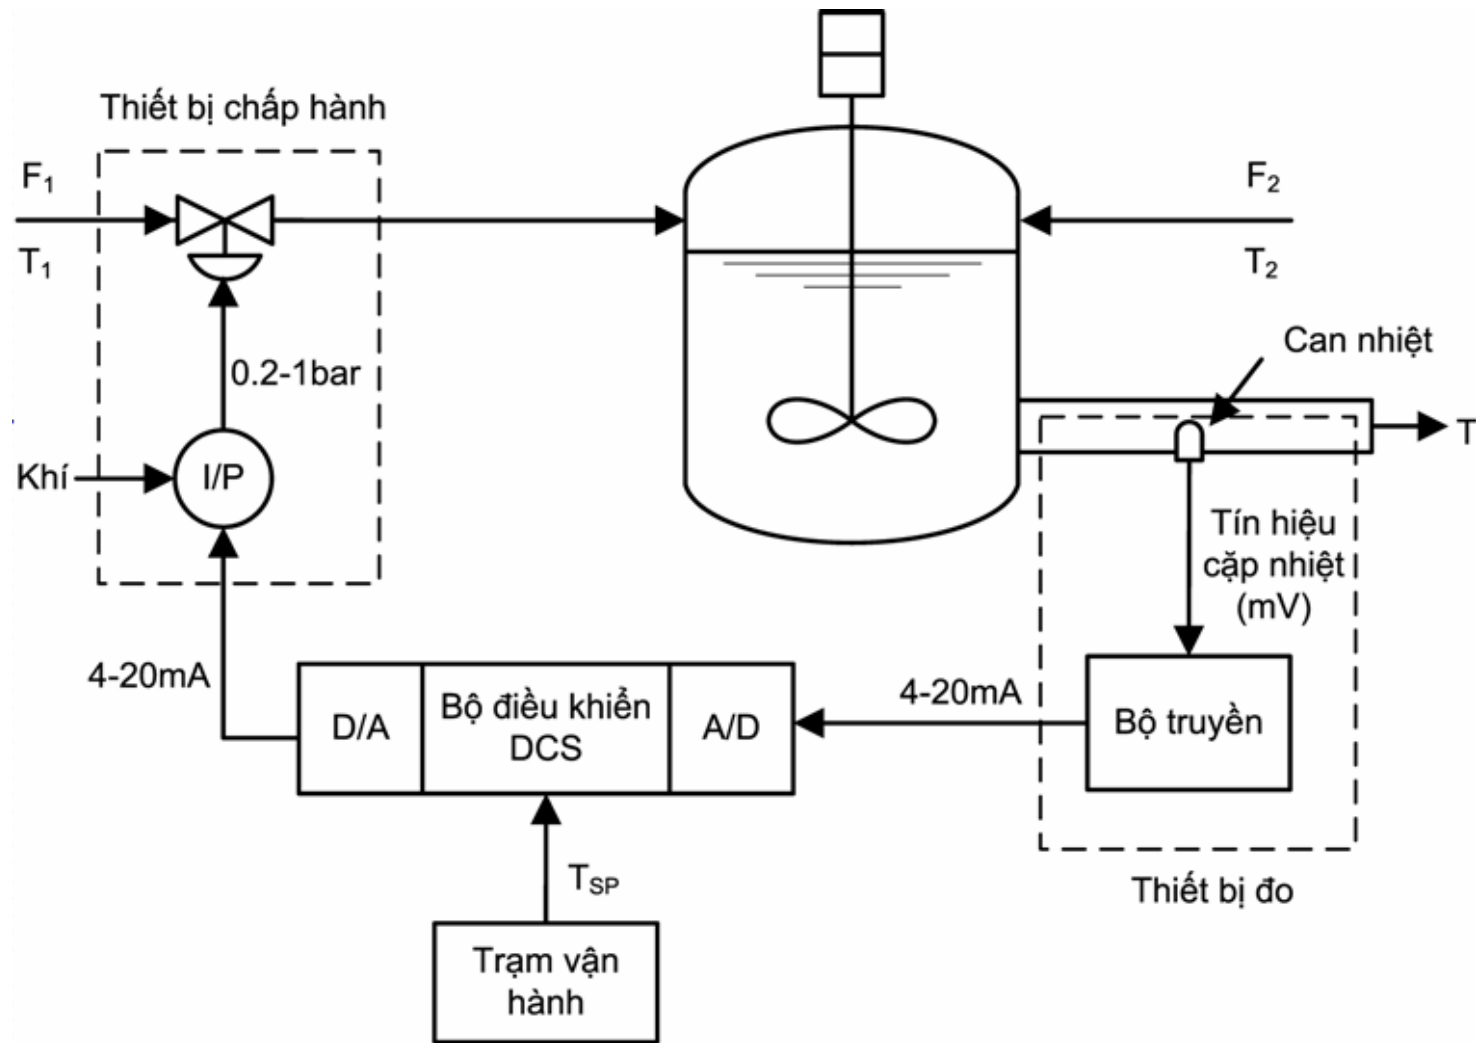 Thiết bị chấp hành
F₁
T₁
F₂
T₂
Can nhiệt
0.2-1bar
T
Khí
I/P
Tín hiệu
cặp nhiệt
(mV)
4-20mA
D/A
Bộ điều khiển
DCS
A/D
4-20mA
Bộ truyền
T_SP
Thiết bị đo
Trạm vận
hành